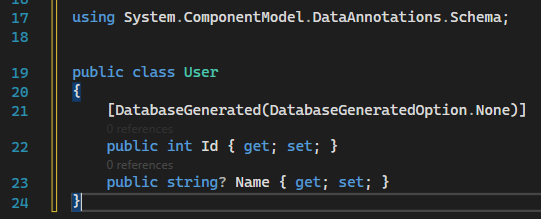 17 using System.ComponentModel.DataAnnotations.Schema;
18
19 public class User
20 {
21 [DatabaseGenerated(DatabaseGeneratedOption.None)]
0 references
22 public int Id { get; set; }
0 references
23 public string? Name { get; set; }
24 }